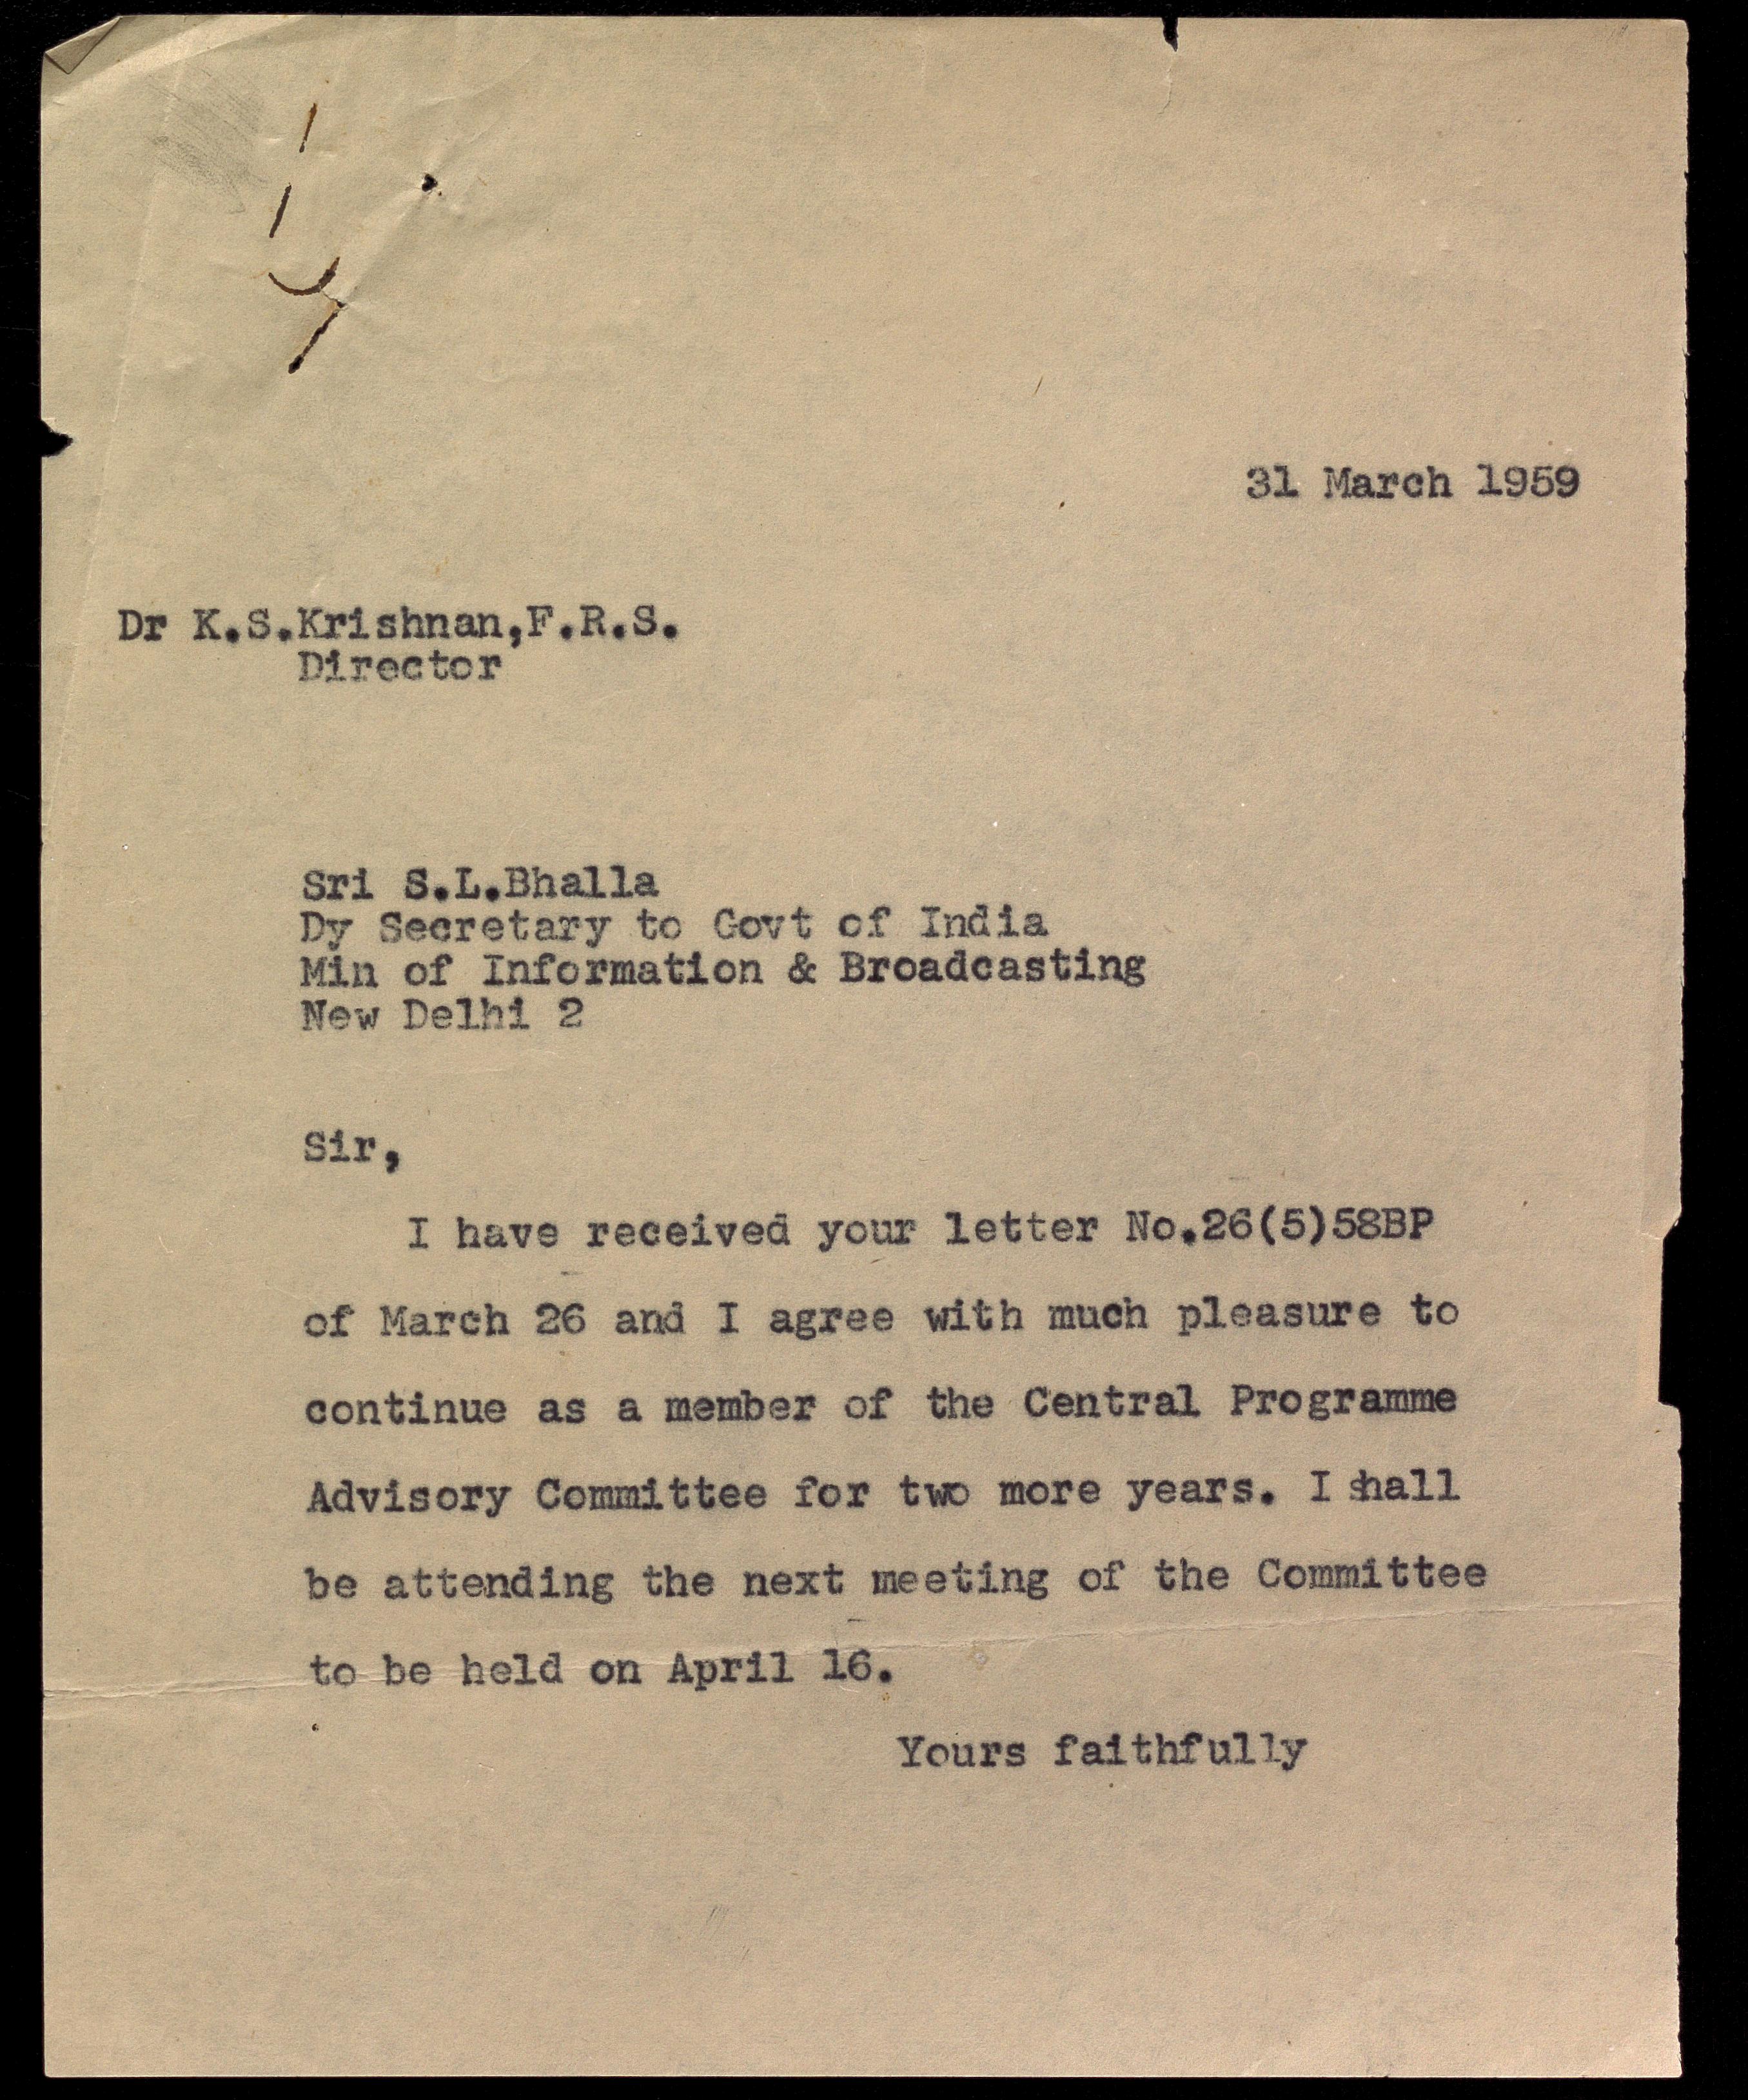 31 March 1959
Dr K.S.Krishnan,F.R.S.
Director
Sri S.L.Bhalla
Dy Secretary to Govt of India
Min of Information & Broadcasting
New Delhi 2
Sir,
I have received your letter No.26(5)58BP
of March 26 and I agree with much pleasure to
continue as a member of the Central Programme
Advisory Committee for two more years. I shall
be attending the next meeting of the Committee
to be held on April 16.
Yours faithfully